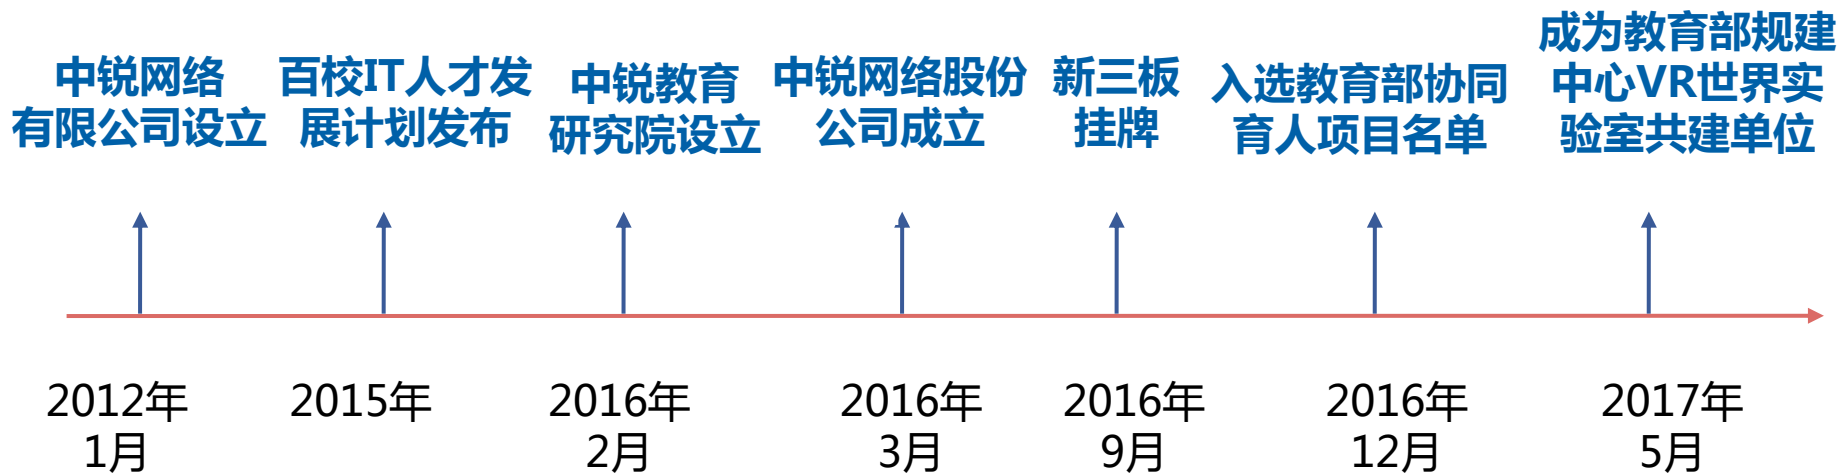 中锐网络
有限公司设立
百校IT人才发
展计划发布
中锐教育
研究院设立
中锐网络股份
公司成立
新三板
挂牌
入选教育部协同
育人项目名单
成为教育部规建
中心VR世界实
验室共建单位
2012年
1月
2015年
2016年
2月
2016年
3月
2016年
9月
2016年
12月
2017年
5月